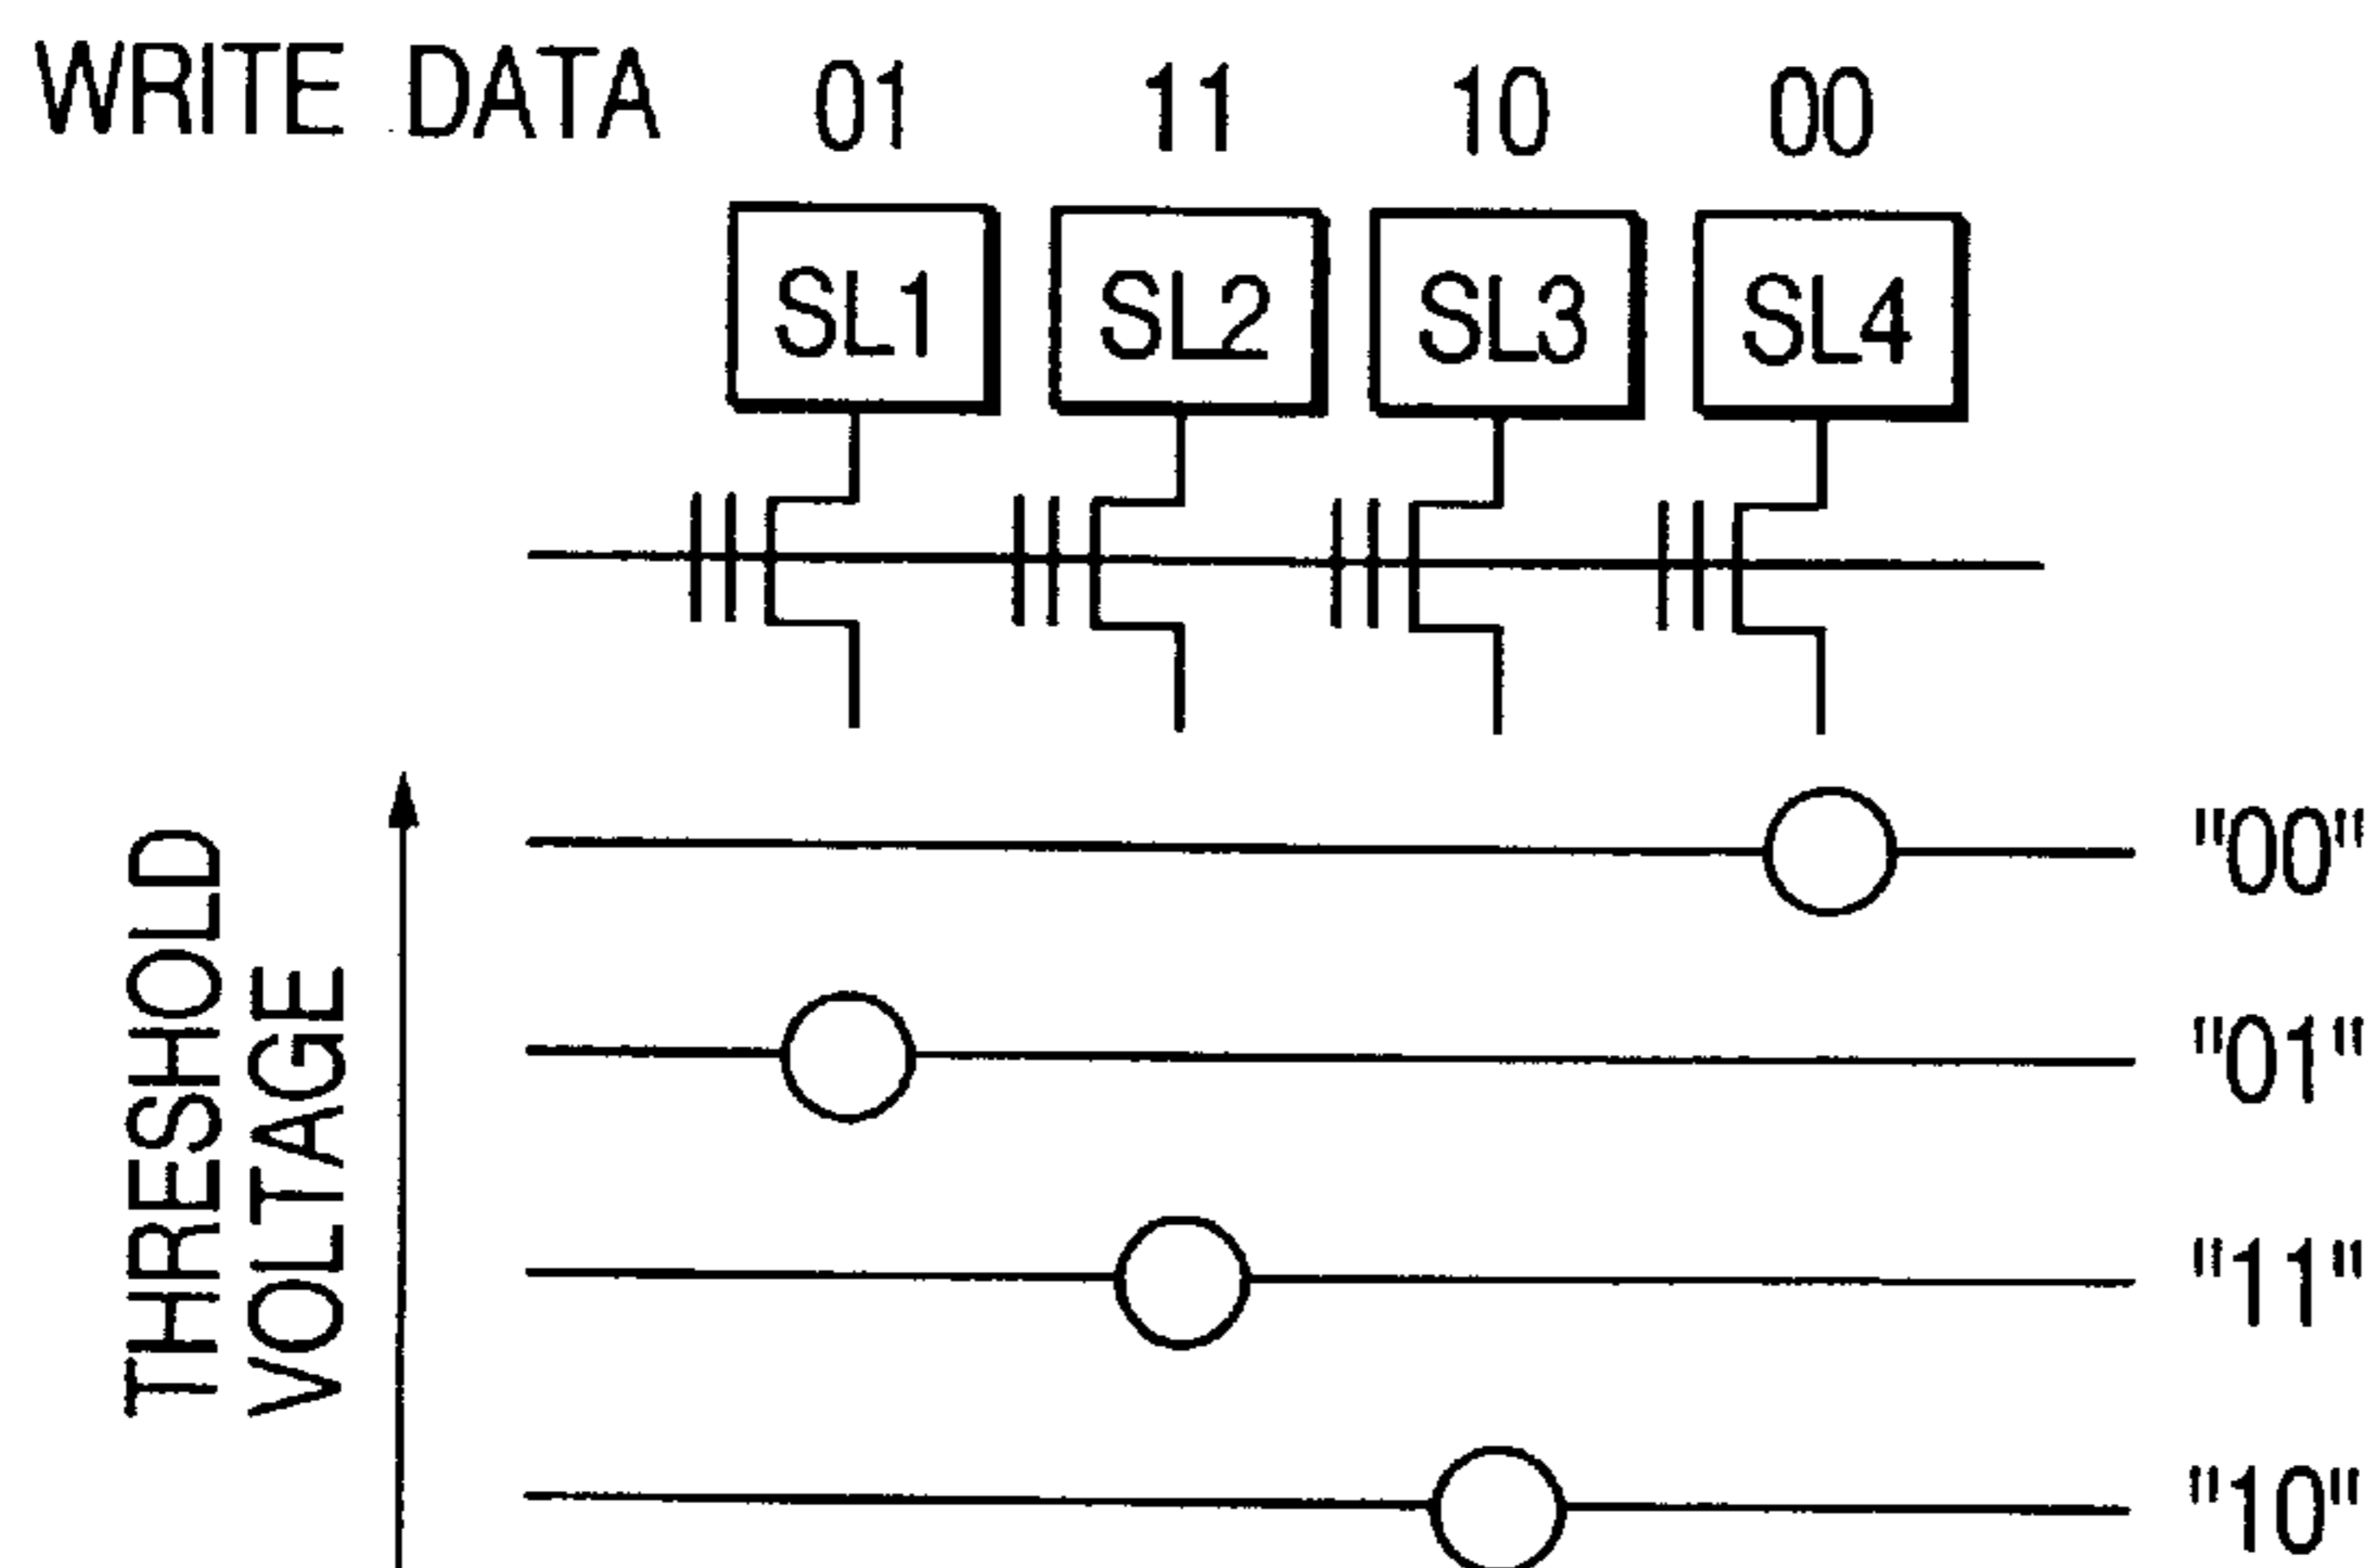 WRITE DATA 01 11 10 00
SL1 SL2 SL3 SL4
THRESHOLD
VOLTAGE
"00"
"01"
"11"
"10"